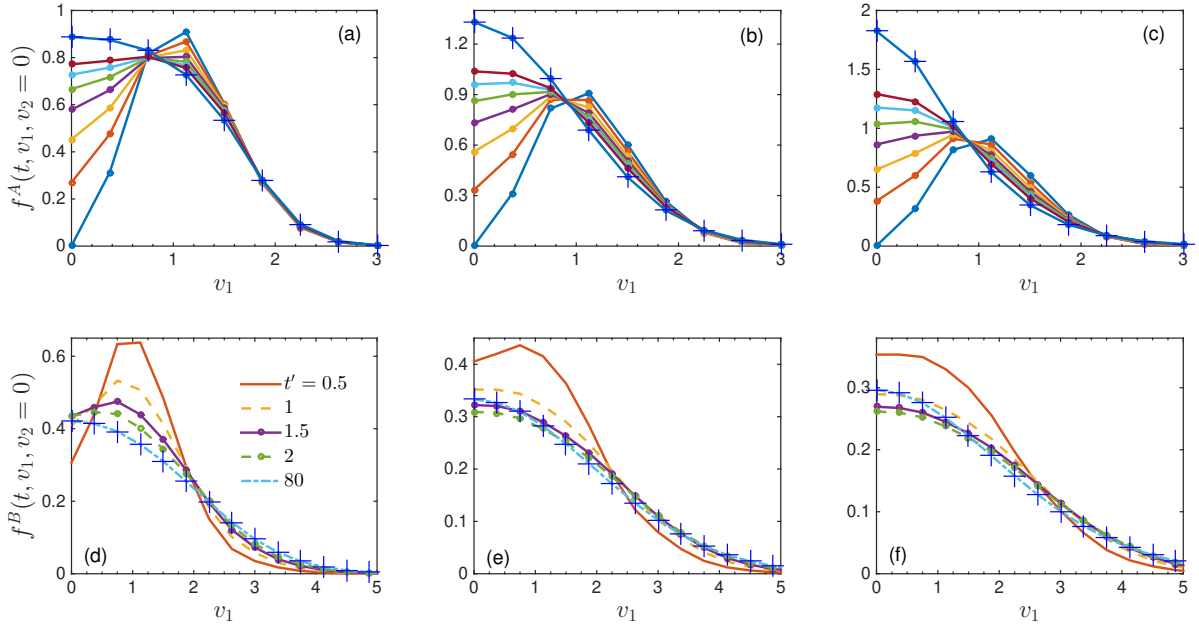 f^A(t, v_1, v_2 = 0)
1
0.8
0.6
0.4
0.2
0
(a)
0 1 2 3
v_1
1.2
0.9
0.6
0.3
0
(b)
0 1 2 3
v_1
2
1.5
1
0.5
0
(c)
0 1 2 3
v_1
f^B(t, v_1, v_2 = 0)
0.6
0.4
0.2
0
t′ = 0.5
1
1.5
2
80
(d)
0 1 2 3 4 5
v_1
0.4
0.3
0.2
0.1
0
(e)
0 1 2 3 4 5
v_1
0.3
0.2
0.1
0
(f)
0 1 2 3 4 5
v_1